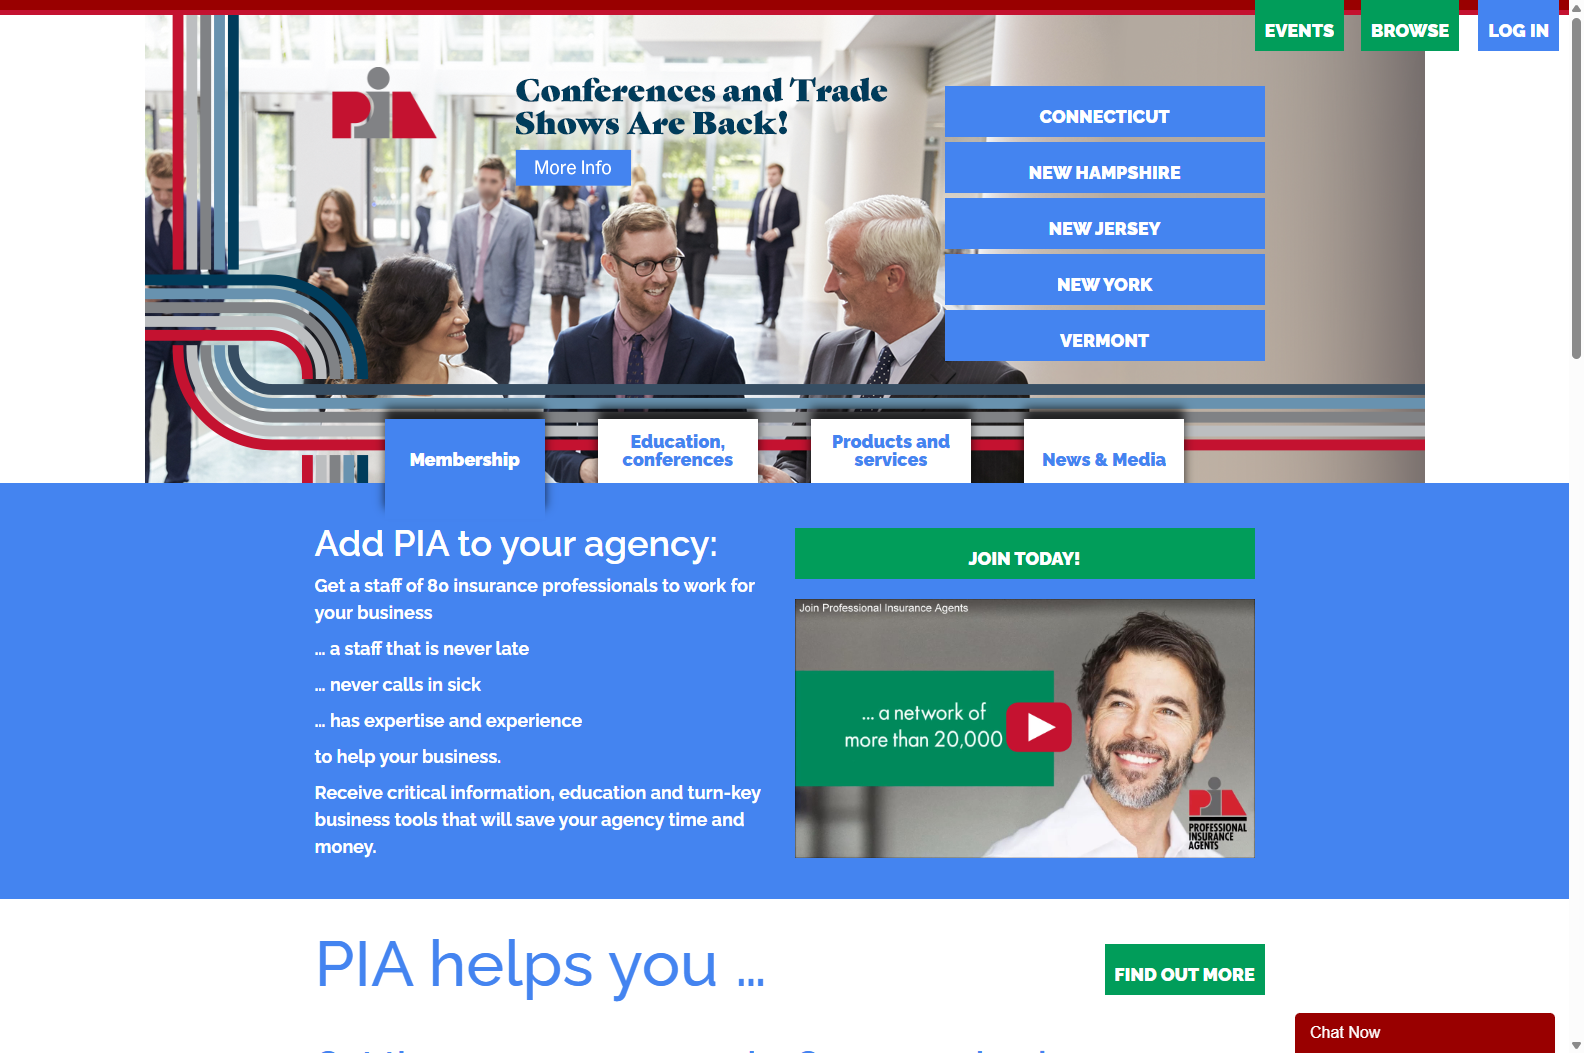 EVENTS
BROWSE
LOG IN
PIA
Conferences and Trade
Shows Are Back!
More Info
CONNECTICUT
NEW HAMPSHIRE
NEW JERSEY
NEW YORK
VERMONT
Membership
Education,
conferences
Products and
services
News & Media
Add PIA to your agency:
Get a staff of 80 insurance professionals to work for
your business
... a staff that is never late
... never calls in sick
... has expertise and experience
to help your business.
Receive critical information, education and turn-key
business tools that will save your agency time and
money.
JOIN TODAY!
Join Professional Insurance Agents
... a network of
more than 20,000
PIA
PROFESSIONAL
INSURANCE
AGENTS
PIA helps you ...
FIND OUT MORE
Chat Now